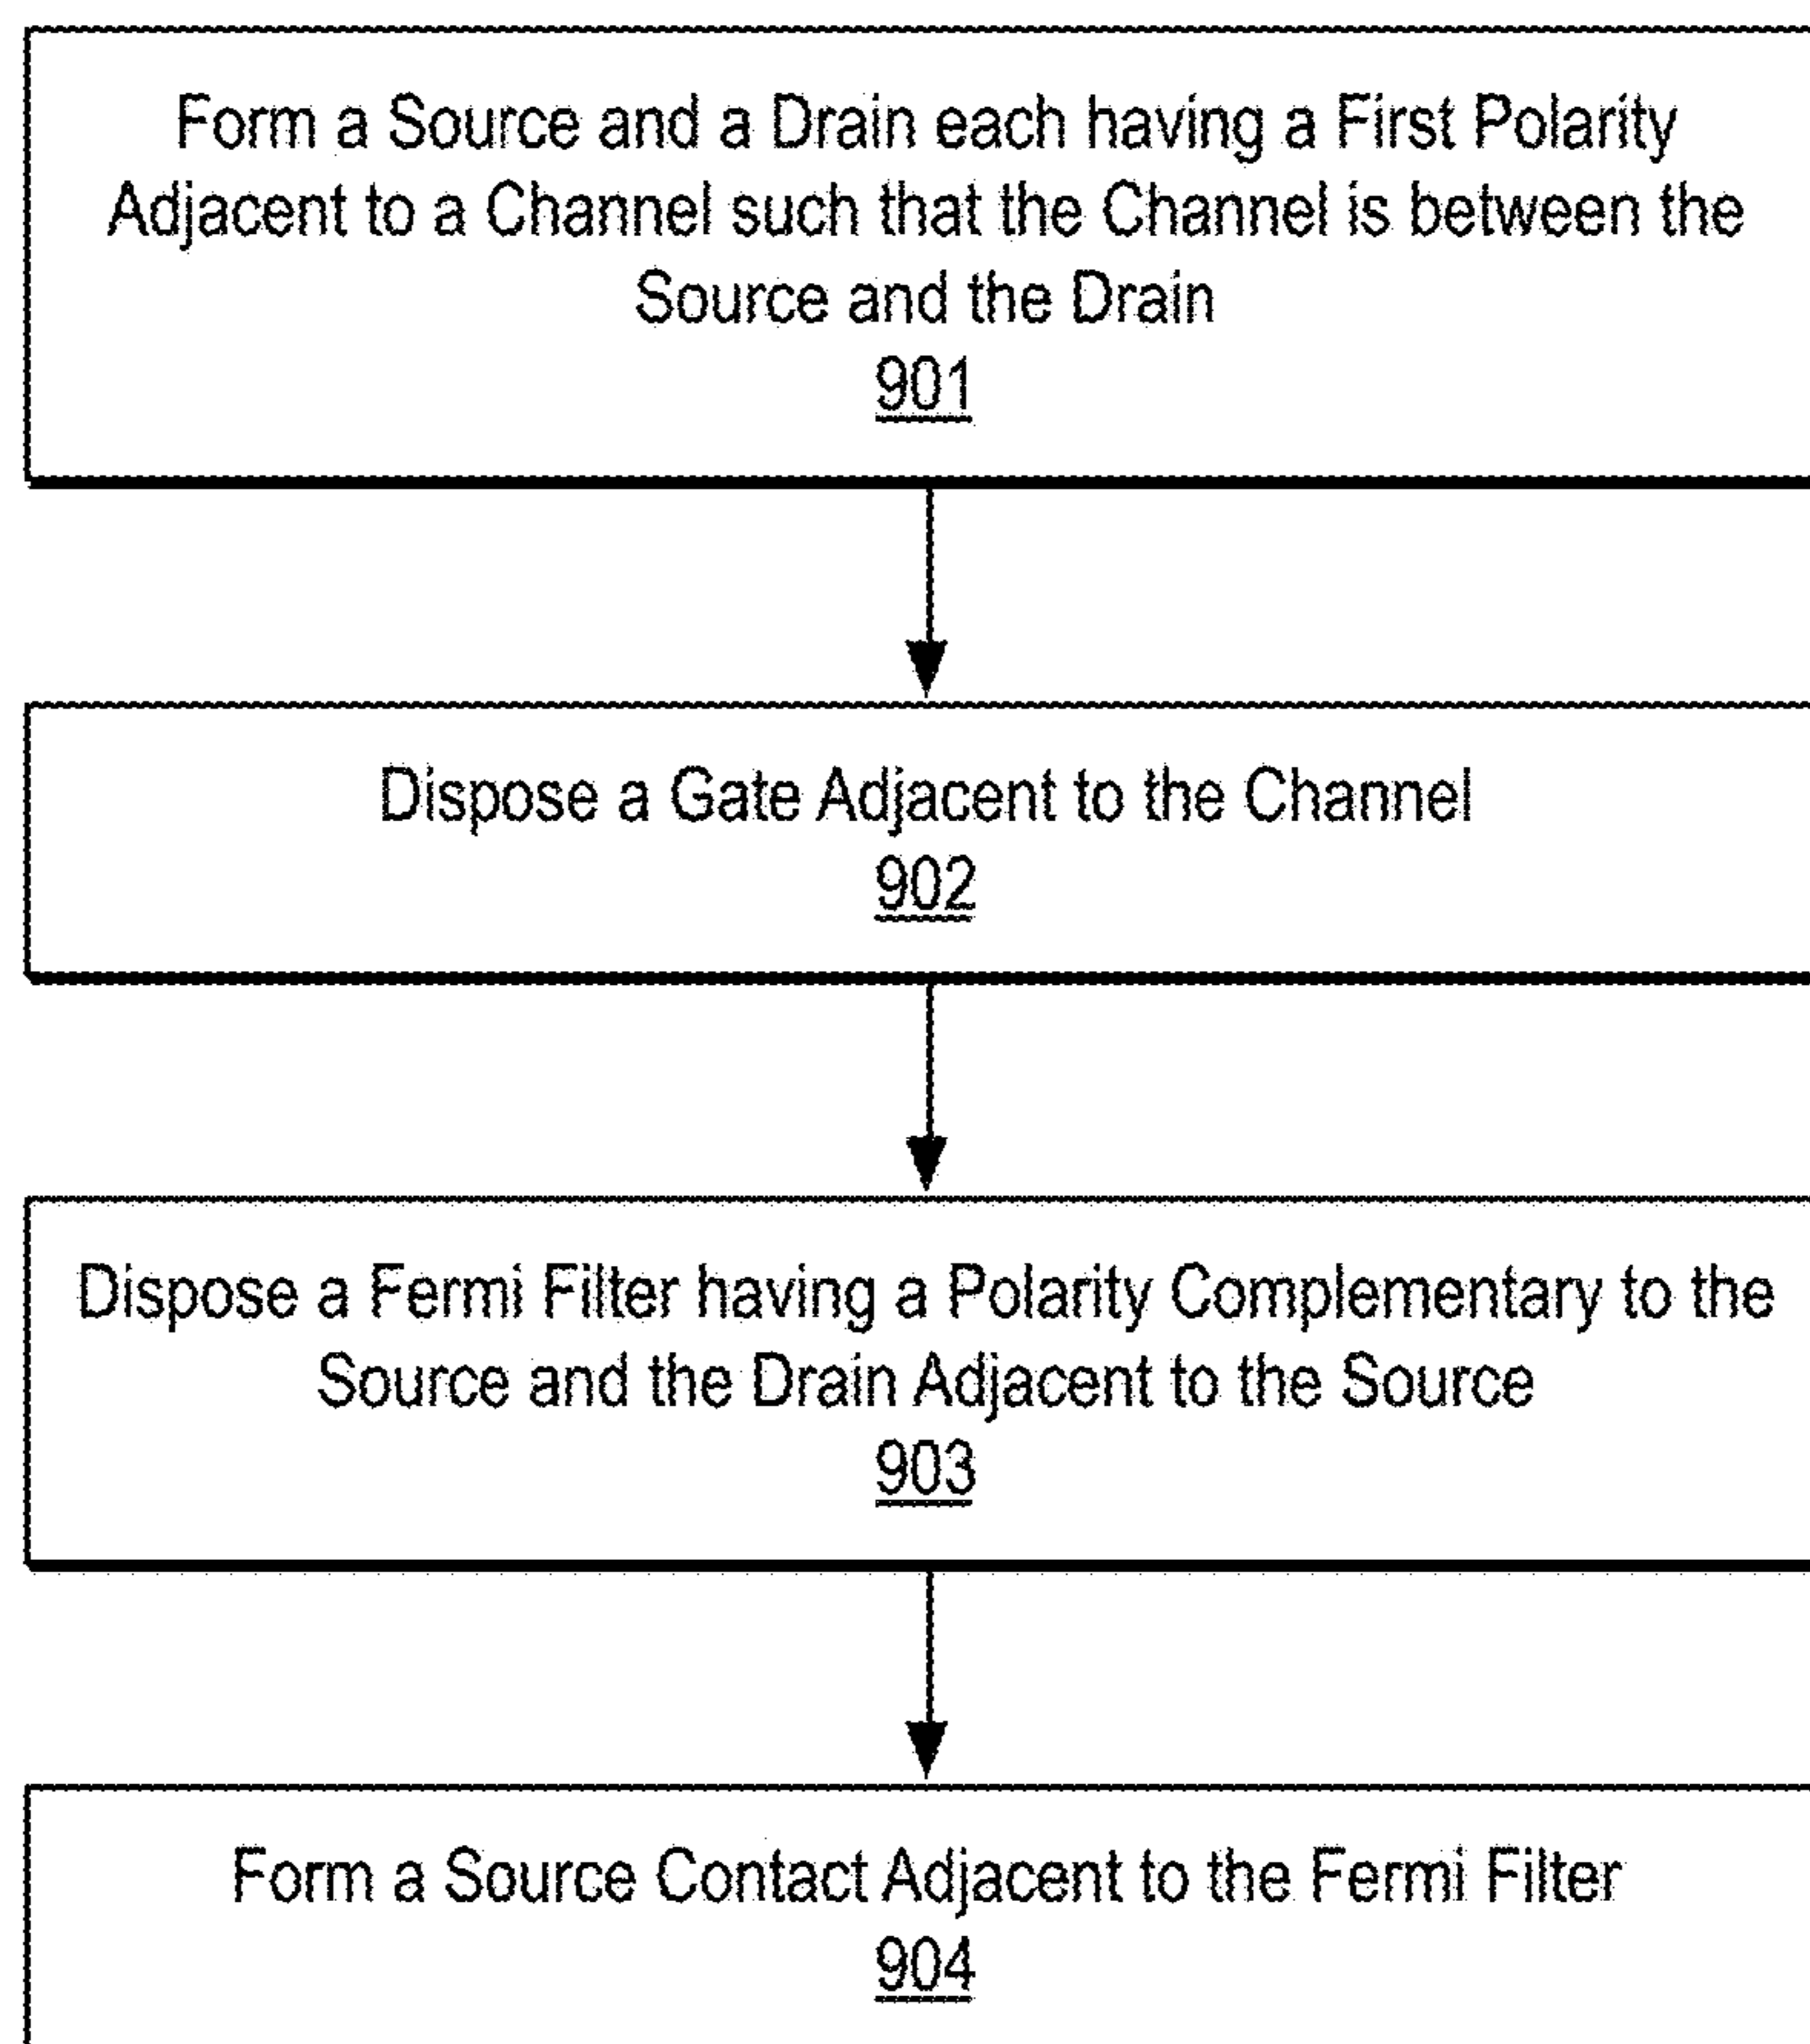 Form a Source and a Drain each having a First Polarity
Adjacent to a Channel such that the Channel is between the
Source and the Drain
901
Dispose a Gate Adjacent to the Channel
902
Dispose a Fermi Filter having a Polarity Complementary to the
Source and the Drain Adjacent to the Source
903
Form a Source Contact Adjacent to the Fermi Filter
904